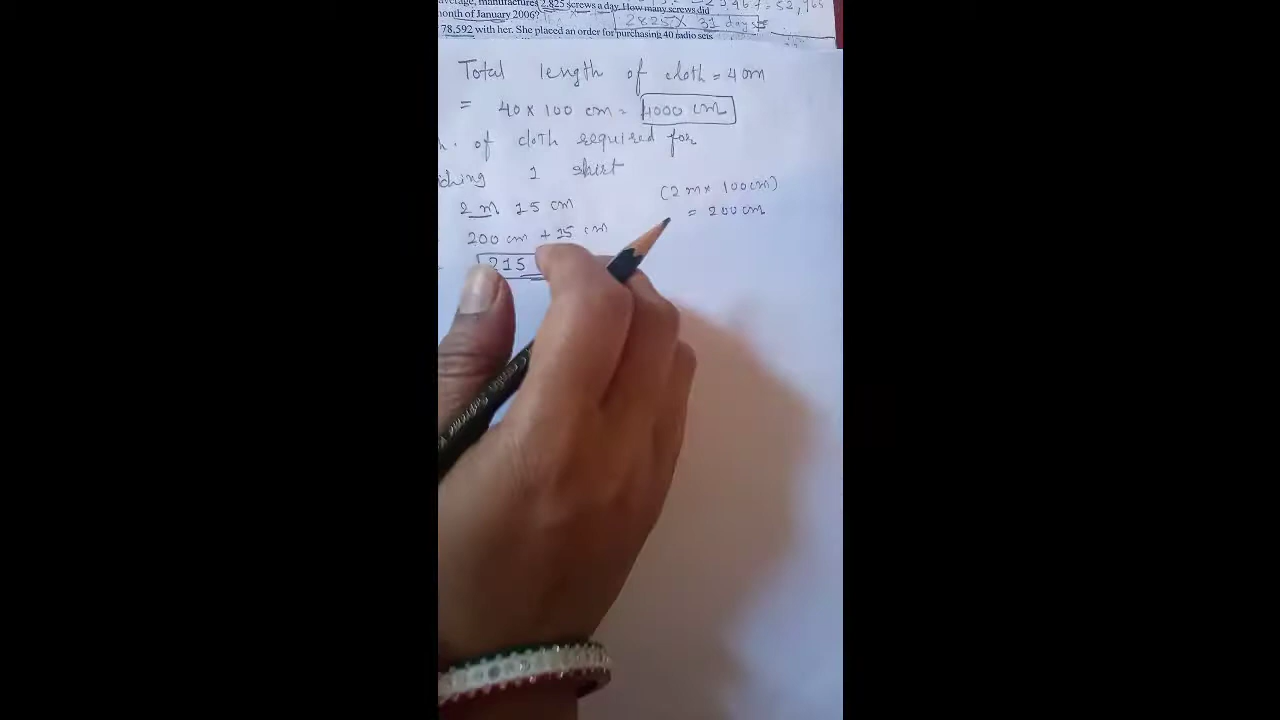 average, manufactures 2,825 screws a day. How many screws did
month of January 2006?
2825 × 31 days
78,592 with her. She placed an order for purchasing 40 radio sets
Total length of cloth = 40m
= 40 × 100 cm = 4000 cm
of cloth required for
ching 1 shirt
2 m 15 cm
(2 m × 100 cm)
= 200 cm
200 cm + 15 cm
215